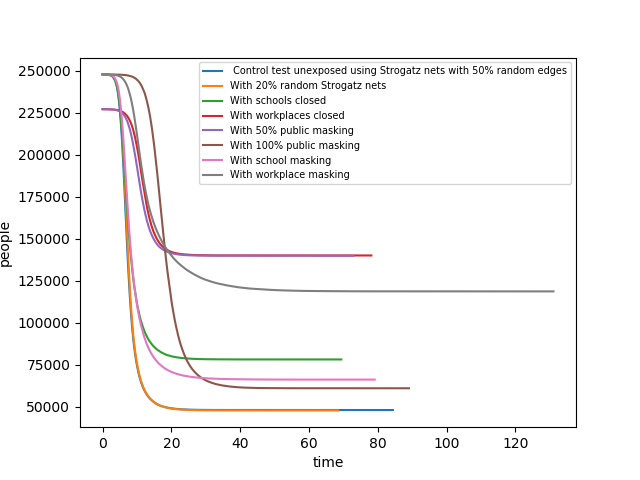 250000
225000
200000
175000
150000
125000
100000
75000
50000
people
0
20
40
60
80
100
120
time
Control test unexposed using Strogatz nets with 50% random edges
With 20% random Strogatz nets
With schools closed
With workplaces closed
With 50% public masking
With 100% public masking
With school masking
With workplace masking